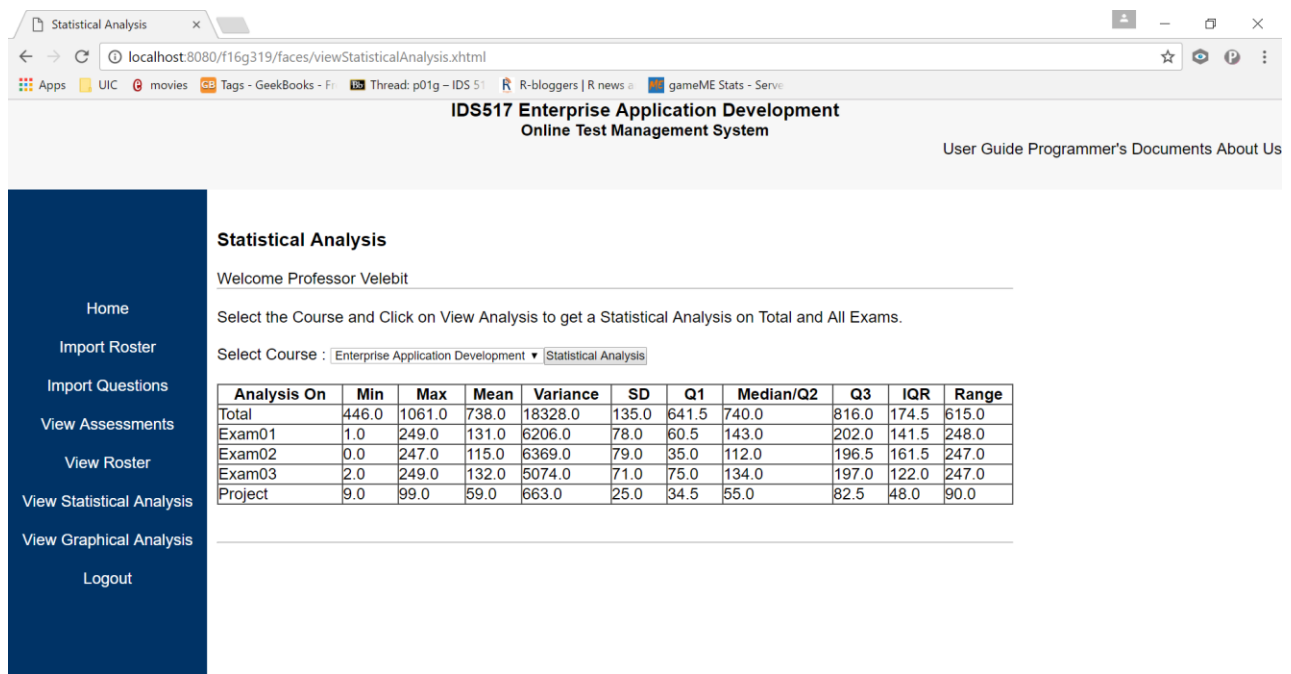 Statistical Analysis
localhost:8080/f16g319/faces/viewStatisticalAnalysis.xhtml
Apps UIC movies Tags - GeekBooks - Fr Thread: p01g – IDS 51 R-bloggers | R news a gameME Stats - Serve
IDS517 Enterprise Application Development
Online Test Management System
User Guide Programmer's Documents About Us
Statistical Analysis
Welcome Professor Velebit
Home
Select the Course and Click on View Analysis to get a Statistical Analysis on Total and All Exams.
Import Roster
Select Course : Enterprise Application Development Statistical Analysis
Import Questions
View Assessments
View Roster
View Statistical Analysis
View Graphical Analysis
Logout
Analysis On Min Max Mean Variance SD Q1 Median/Q2 Q3 IQR Range
Total 446.0 1061.0 738.0 18328.0 135.0 641.5 740.0 816.0 174.5 615.0
Exam01 1.0 249.0 131.0 6206.0 78.0 60.5 143.0 202.0 141.5 248.0
Exam02 0.0 247.0 115.0 6369.0 79.0 35.0 112.0 196.5 161.5 247.0
Exam03 2.0 249.0 132.0 5074.0 71.0 75.0 134.0 197.0 122.0 247.0
Project 9.0 99.0 59.0 663.0 25.0 34.5 55.0 82.5 48.0 90.0